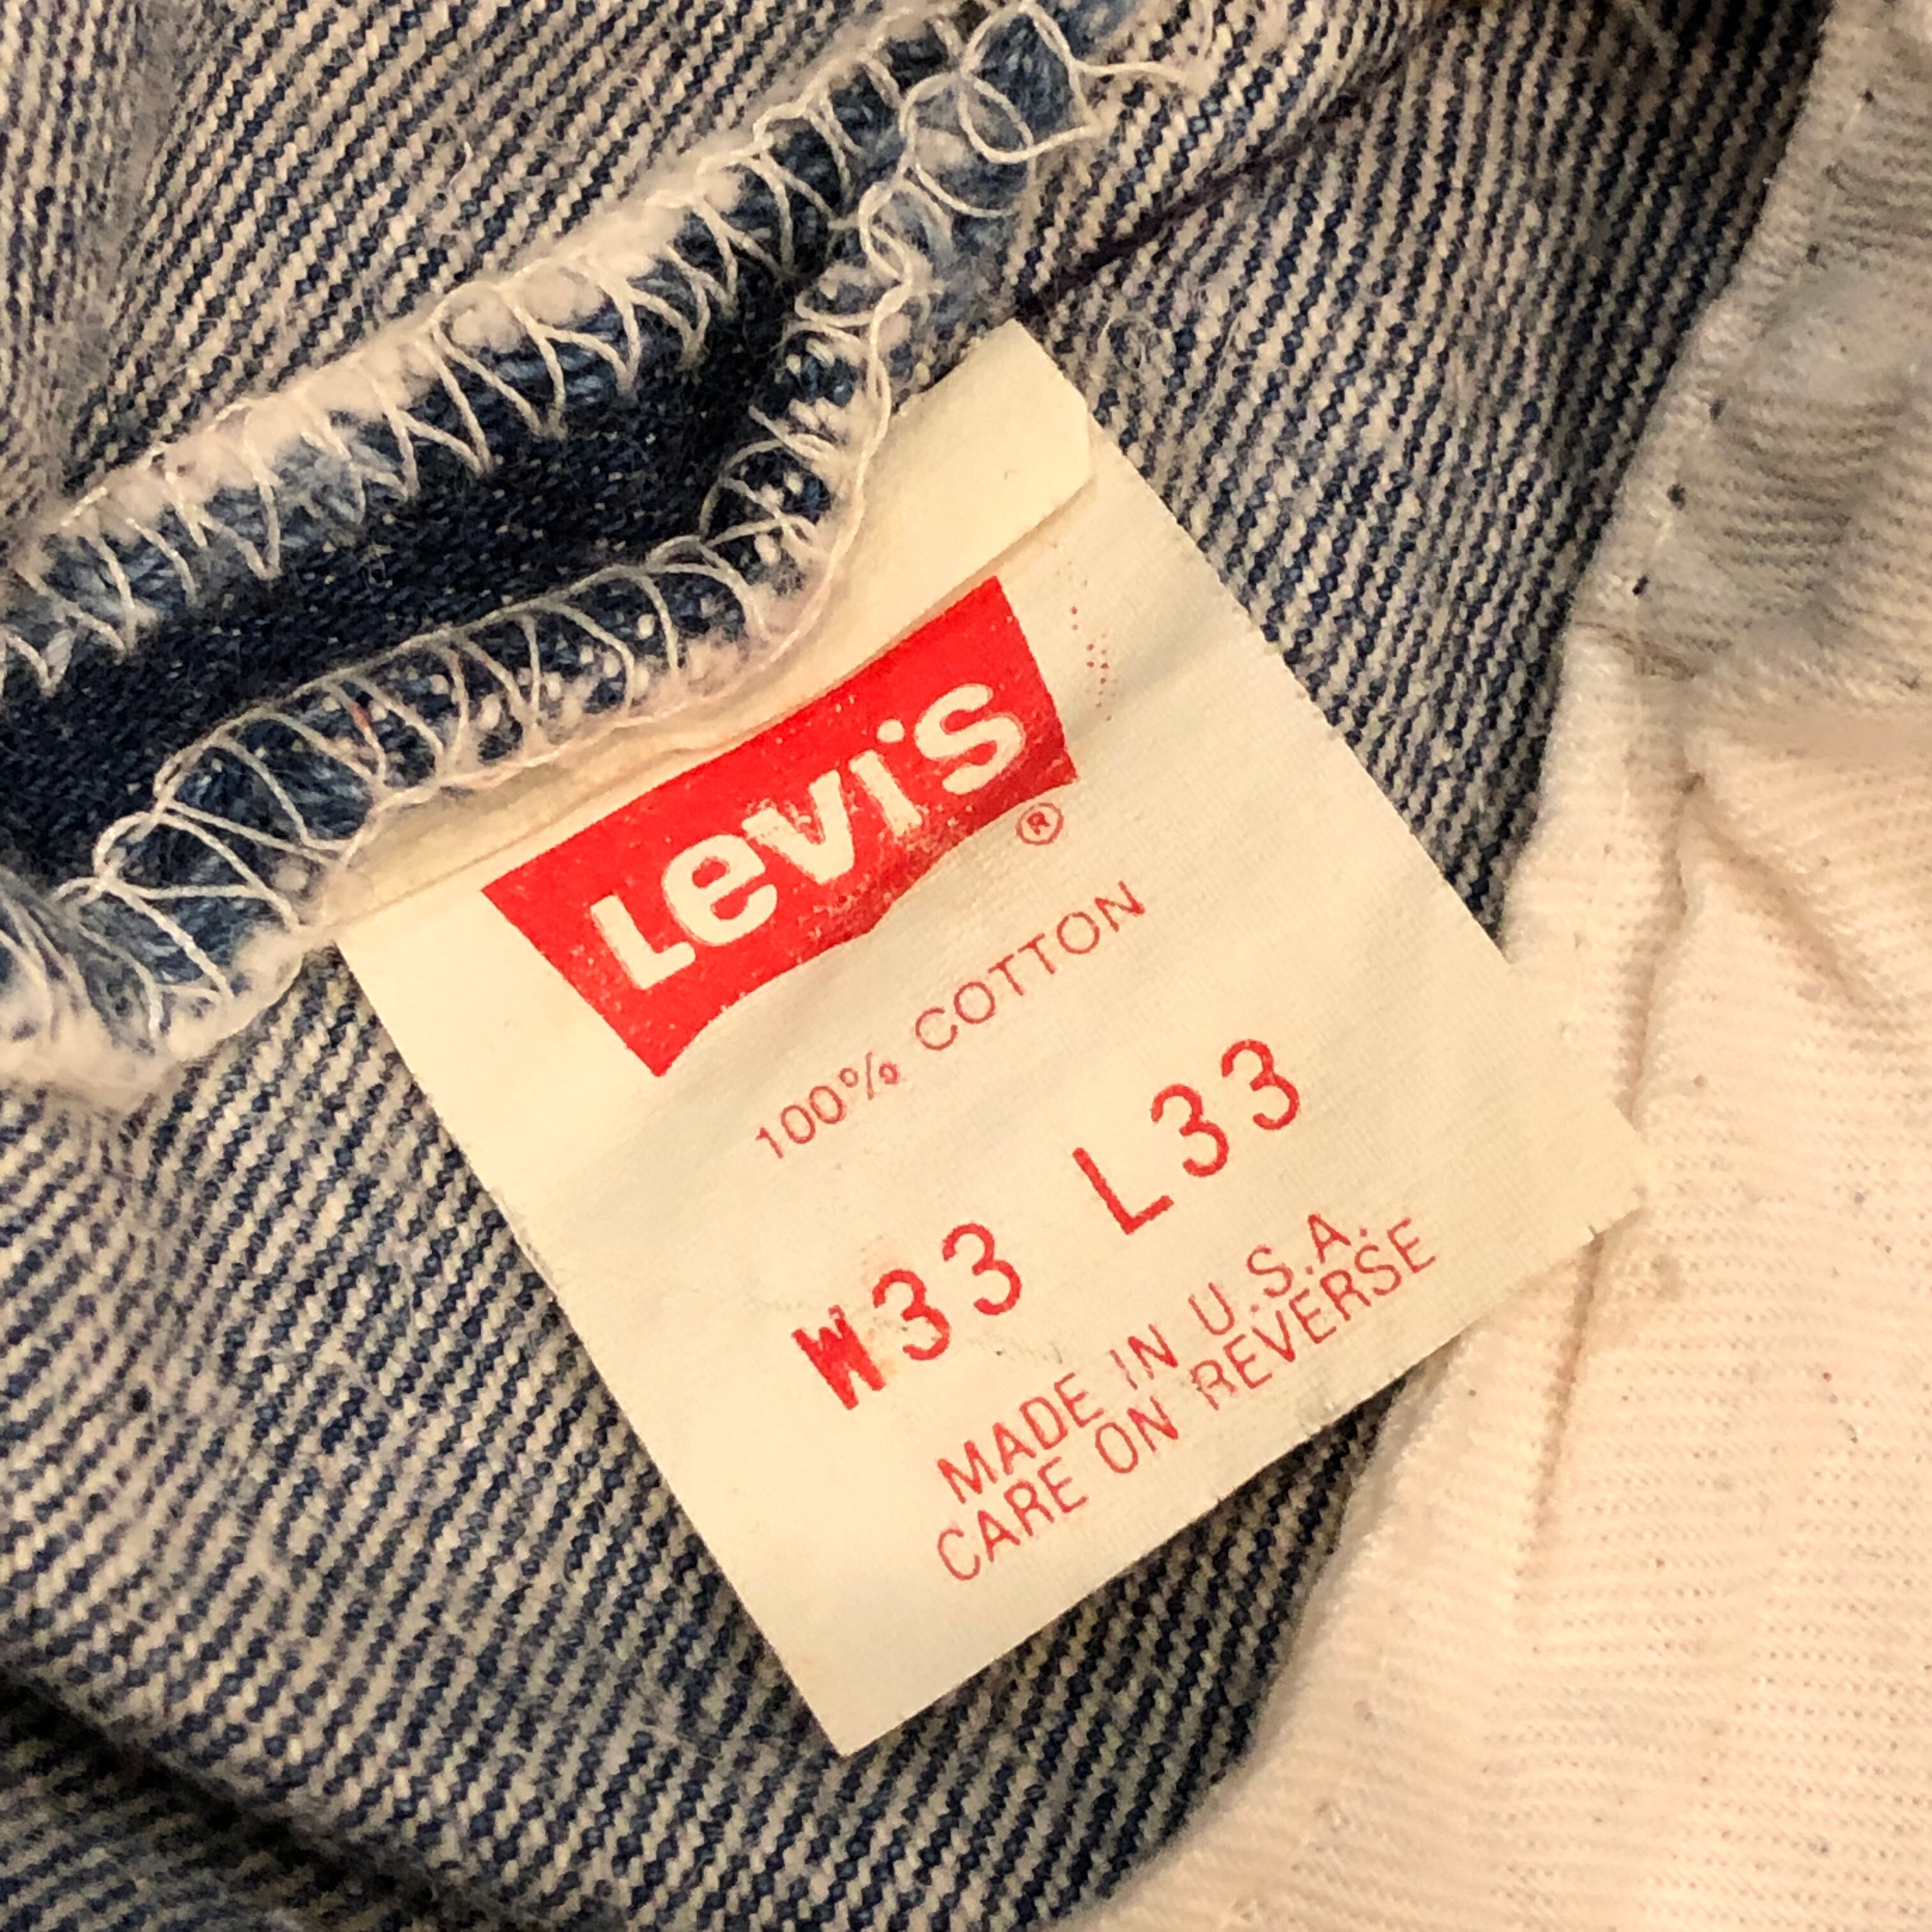 Levi's
®
100% COTTON
W33 L33
MADE IN U.S.A.
CARE ON REVERSE